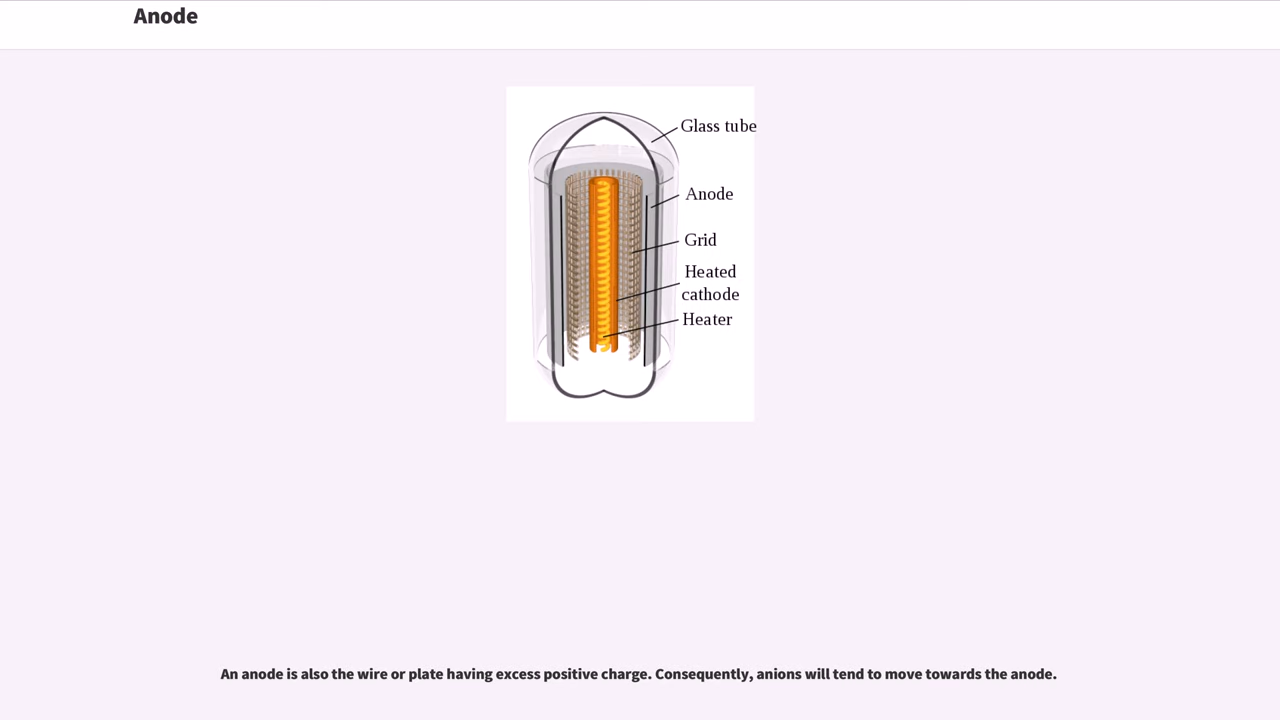 Anode
Glass tube
Anode
Grid
Heated
cathode
Heater
An anode is also the wire or plate having excess positive charge. Consequently, anions will tend to move towards the anode.